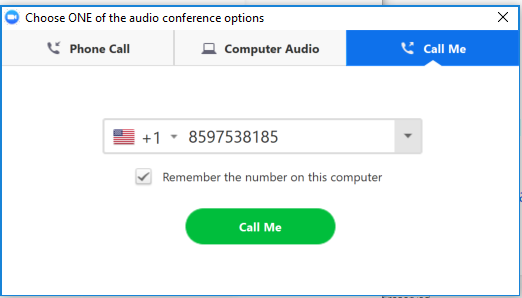 Choose ONE of the audio conference options
Phone Call
Computer Audio
Call Me
+1 8597538185
Remember the number on this computer
Call Me